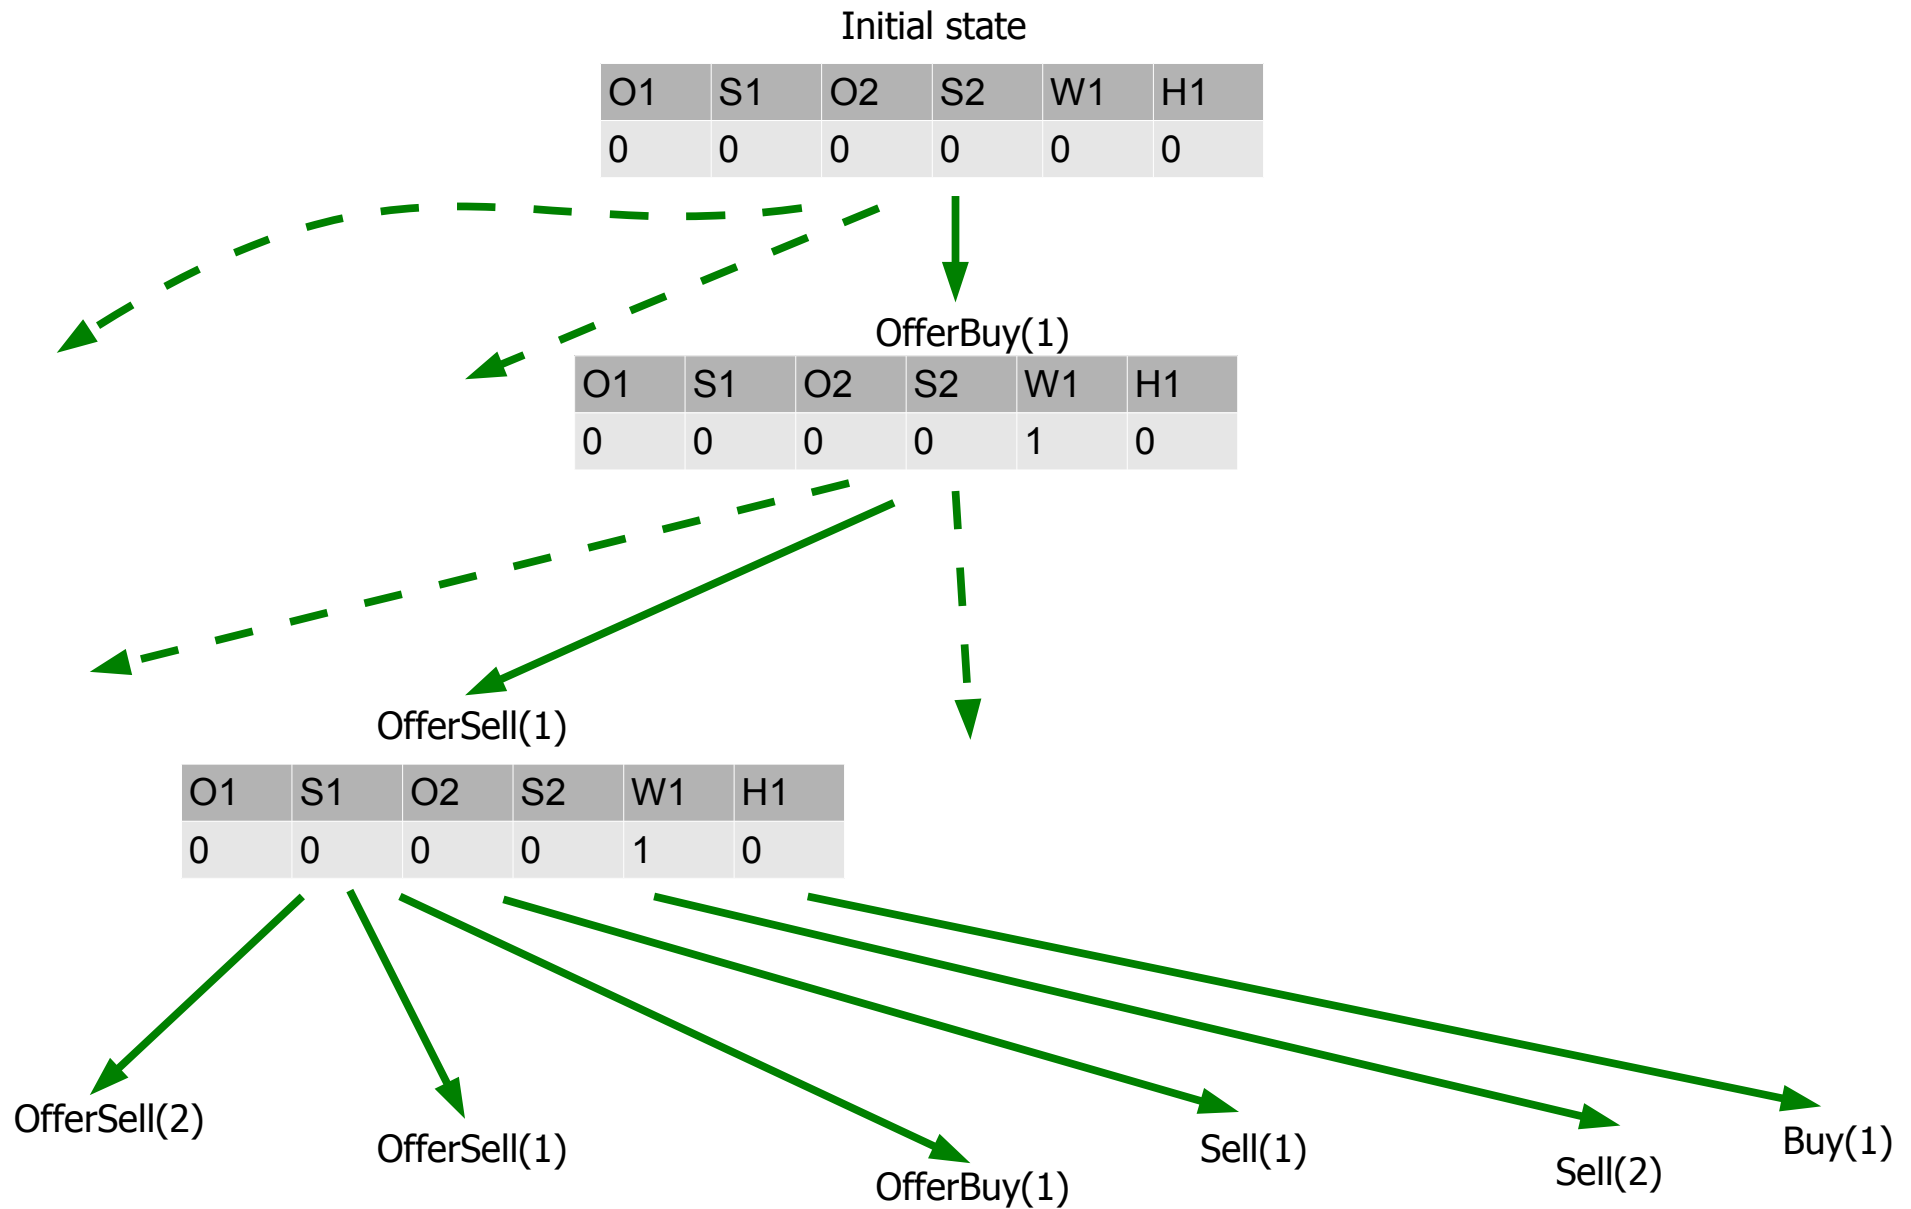 Initial state
O1 S1 O2 S2 W1 H1
0 0 0 0 0 0
OfferBuy(1)
O1 S1 O2 S2 W1 H1
0 0 0 0 1 0
OfferSell(1)
O1 S1 O2 S2 W1 H1
0 0 0 0 1 0
OfferSell(2)
OfferSell(1)
OfferBuy(1)
Sell(1)
Sell(2)
Buy(1)